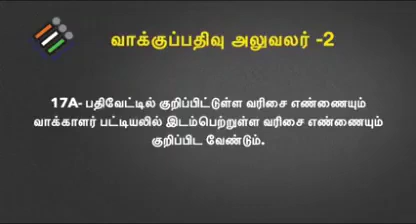 வாக்குப்பதிவு அலுவலர் -2
17A- பதிவேட்டில் குறிப்பிட்டுள்ள வரிசை எண்ணையும்
வாக்காளர் பட்டியலில் இடம்பெற்றுள்ள வரிசை எண்ணையும்
குறிப்பிட வேண்டும்.